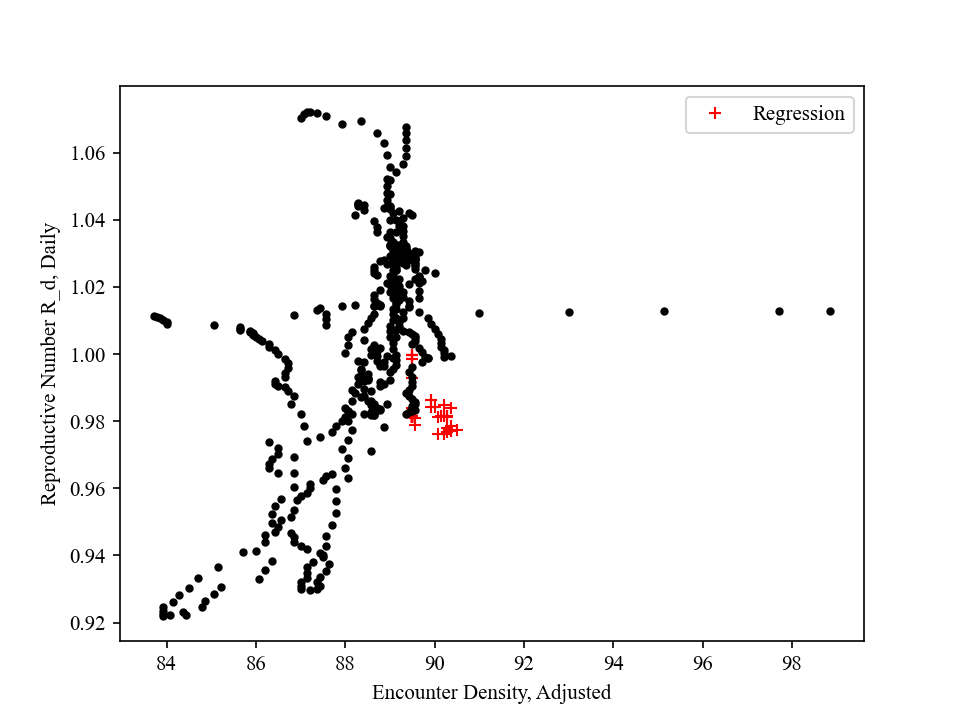 Regression
1.06
1.04
1.02
1.00
0.98
0.96
0.94
0.92
Reproductive Number R_d, Daily
84 86 88 90 92 94 96 98
Encounter Density, Adjusted